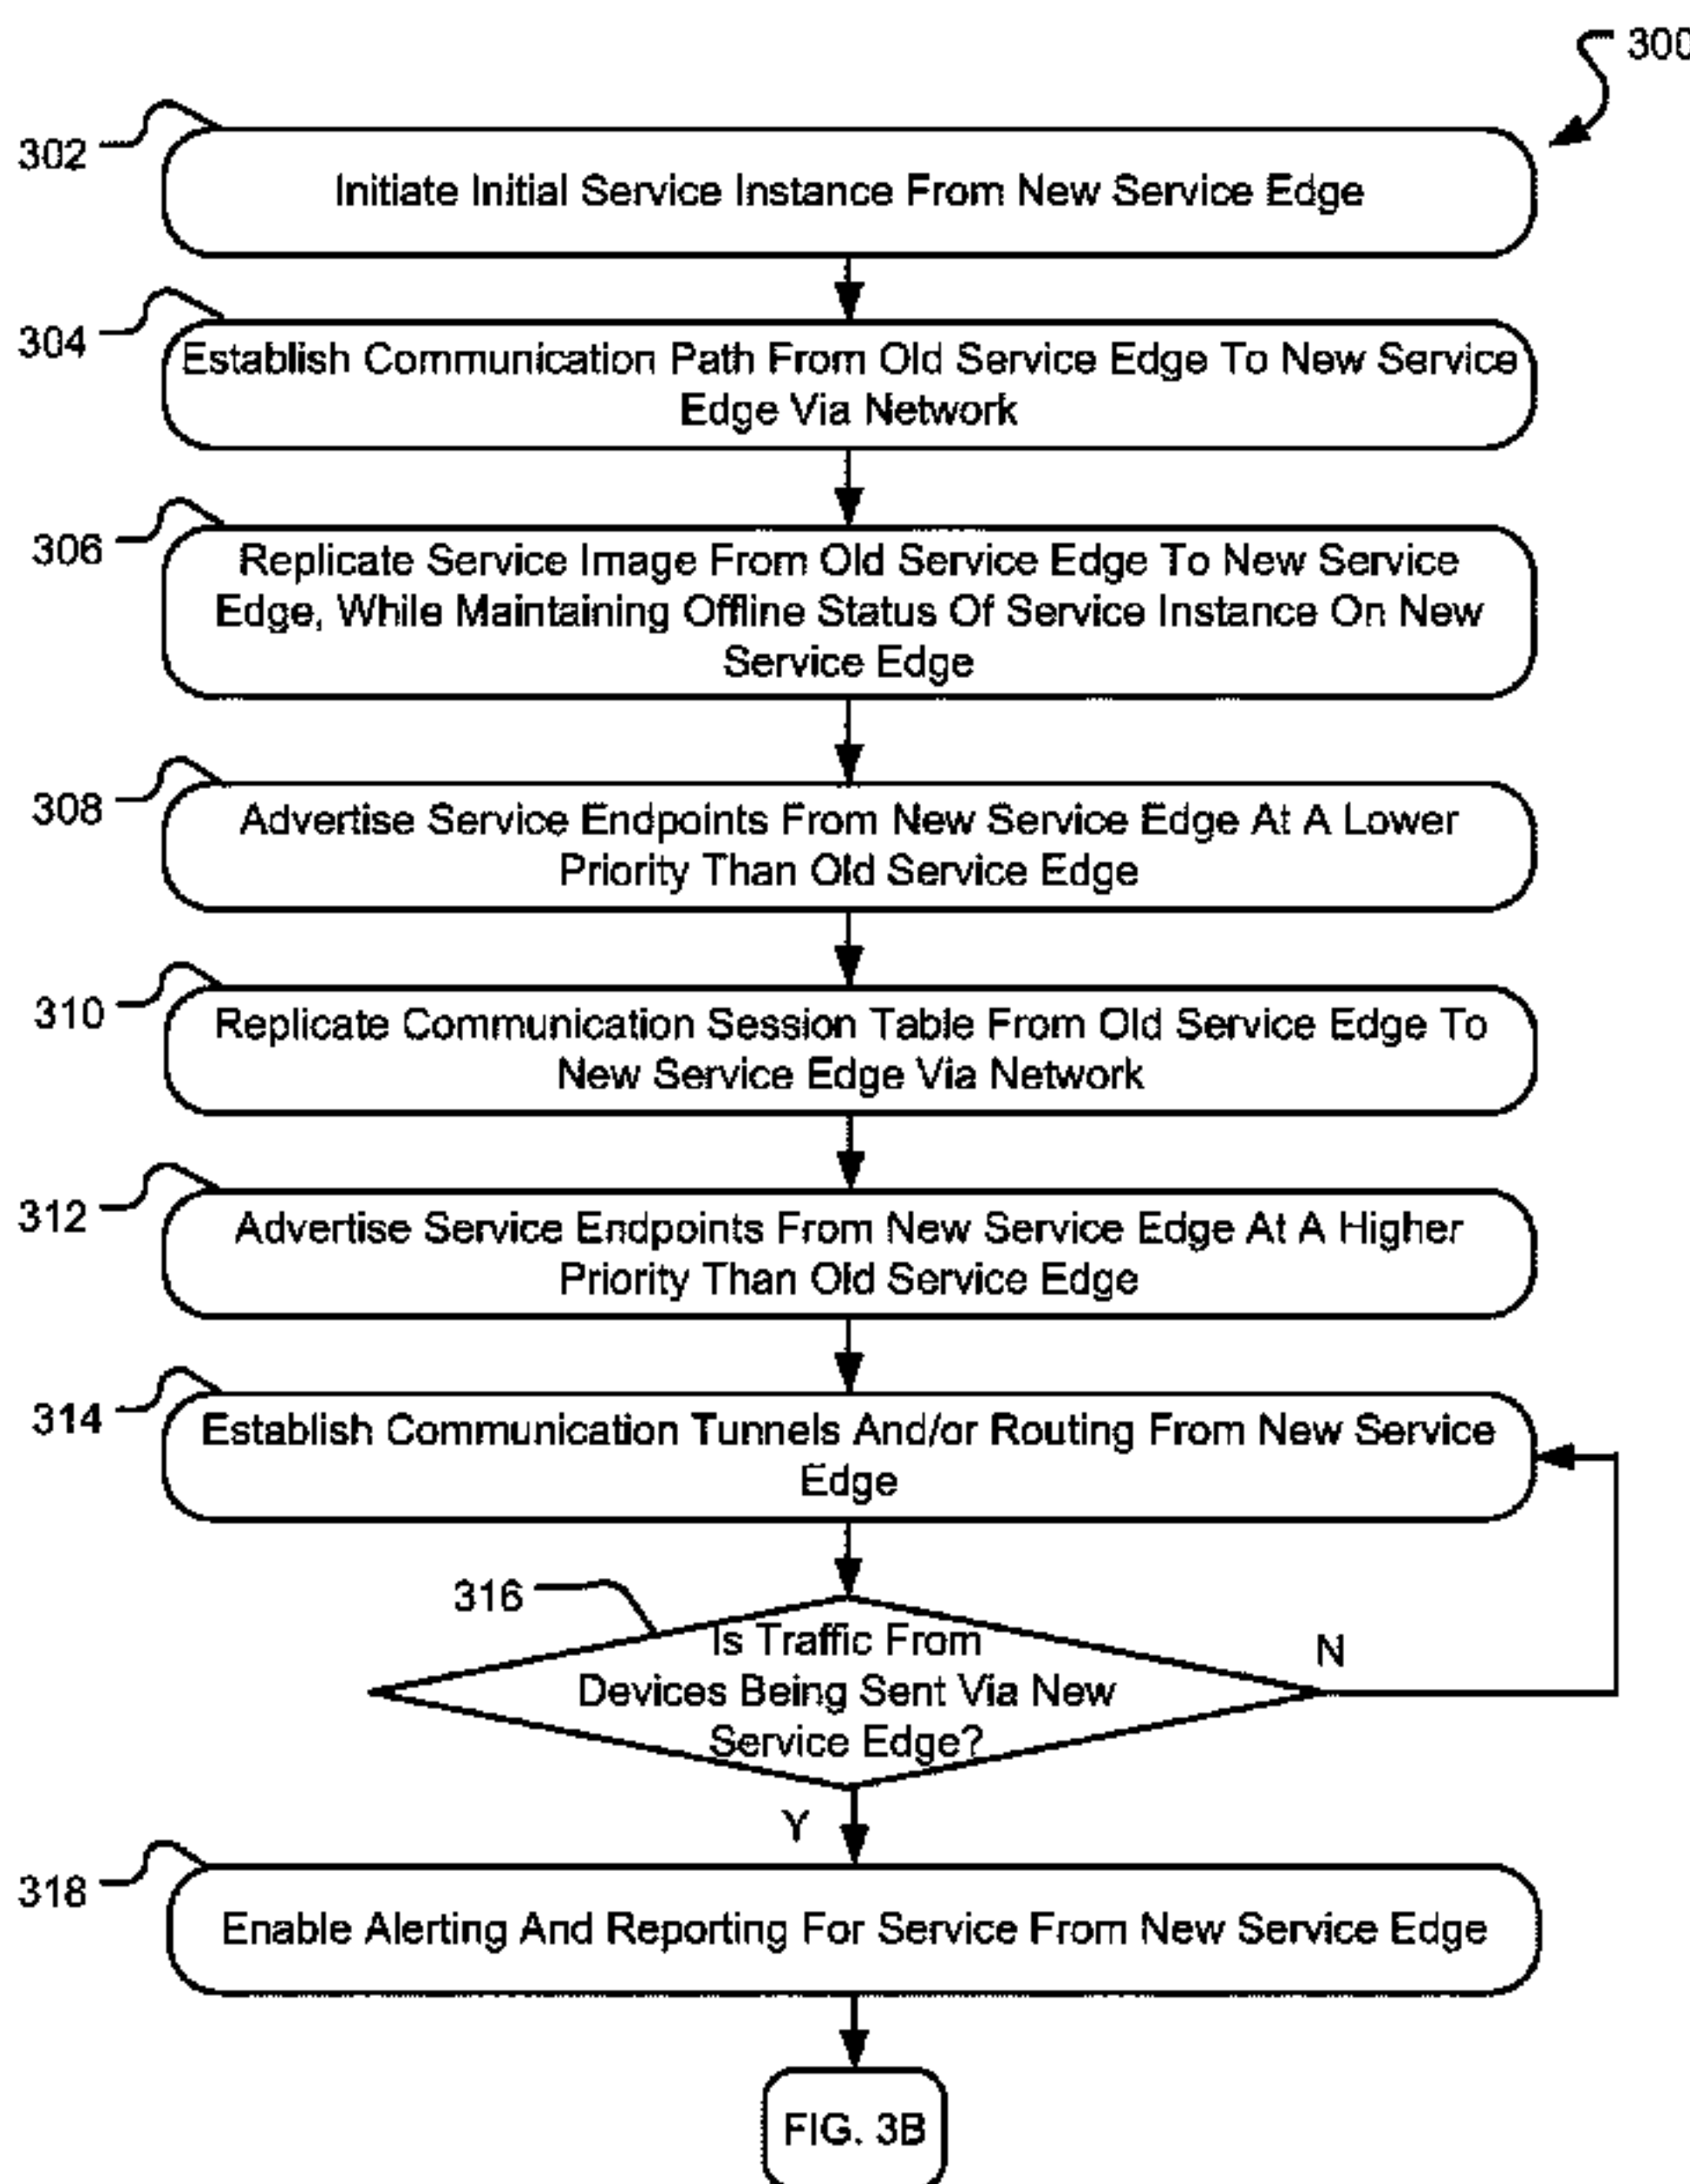 300
302
Initiate Initial Service Instance From New Service Edge
304
Establish Communication Path From Old Service Edge To New Service
Edge Via Network
306
Replicate Service Image From Old Service Edge To New Service
Edge, While Maintaining Offline Status Of Service Instance On New
Service Edge
308
Advertise Service Endpoints From New Service Edge At A Lower
Priority Than Old Service Edge
310
Replicate Communication Session Table From Old Service Edge To
New Service Edge Via Network
312
Advertise Service Endpoints From New Service Edge At A Higher
Priority Than Old Service Edge
314
Establish Communication Tunnels And/or Routing From New Service
Edge
316
Is Traffic From
Devices Being Sent Via New
Service Edge?
N
Y
318
Enable Alerting And Reporting For Service From New Service Edge
FIG. 3B